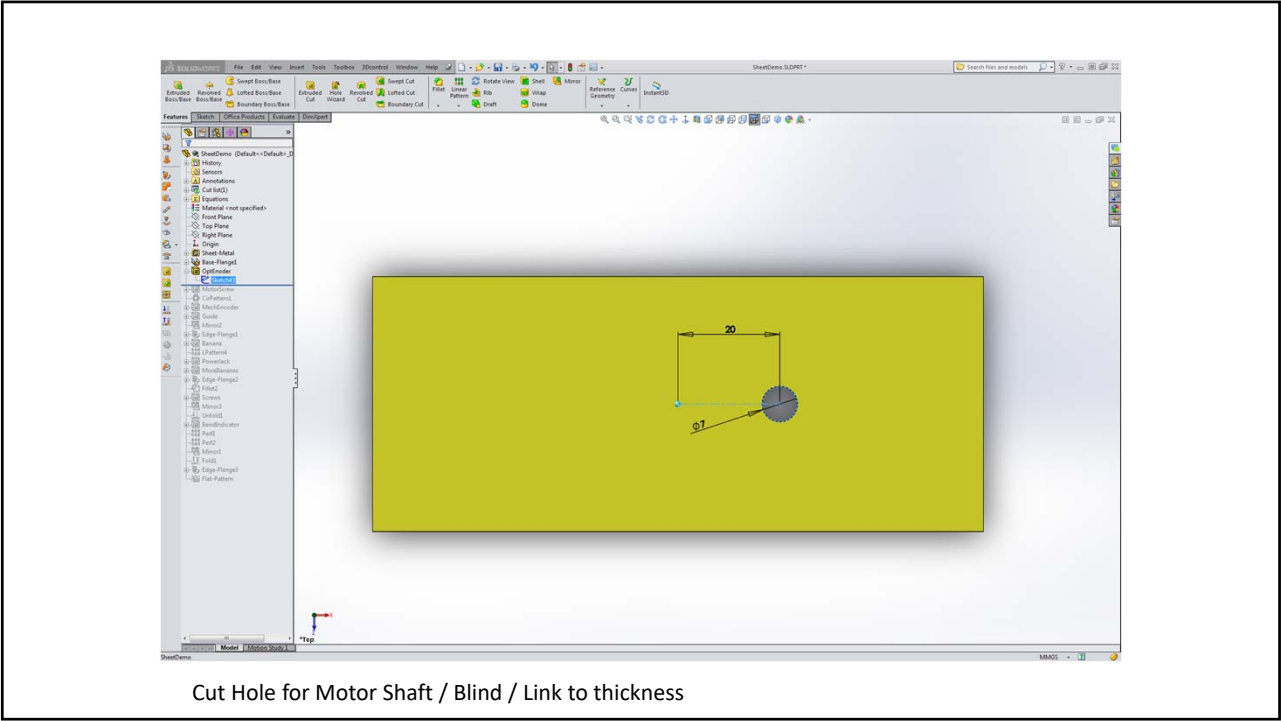 SOLIDWORKS File Edit View Insert Tools Toolbox 3Dcontrol Window Help SheetDemo.SLDPRT * Search files and models
Extruded Boss/Base
Revolved Boss/Base
Swept Boss/Base
Lofted Boss/Base
Boundary Boss/Base
Extruded Cut
Hole Wizard
Revolved Cut
Swept Cut
Lofted Cut
Boundary Cut
Fillet
Linear Pattern
Rotate View
Rib
Draft
Shell
Wrap
Dome
Mirror
Reference Geometry
Curves
Instant3D
Features Sketch Office Products Evaluate DimXpert
SheetDemo (Default<<Default>_D
History
Sensors
Annotations
Cut list(1)
Equations
Material <not specified>
Front Plane
Top Plane
Right Plane
Origin
Sheet-Metal
Base-Flange1
OptEnoder
Sketch43
MotorScrew
CirPattern1
MechEncoder
Guide
Mirror2
Edge-Flange1
Banana
LPattern4
Powerlack
MoreBananas
Edge-Flange2
Fillet2
Screws
Mirror3
Unfold1
BendIndicator
Perf1
Perf2
Mirror1
Fold1
Edge-Flange3
Flat-Pattern
20
Φ7
X
Z
*Top
Model Motion Study 1
SheetDemo MMGS
Cut Hole for Motor Shaft / Blind / Link to thickness